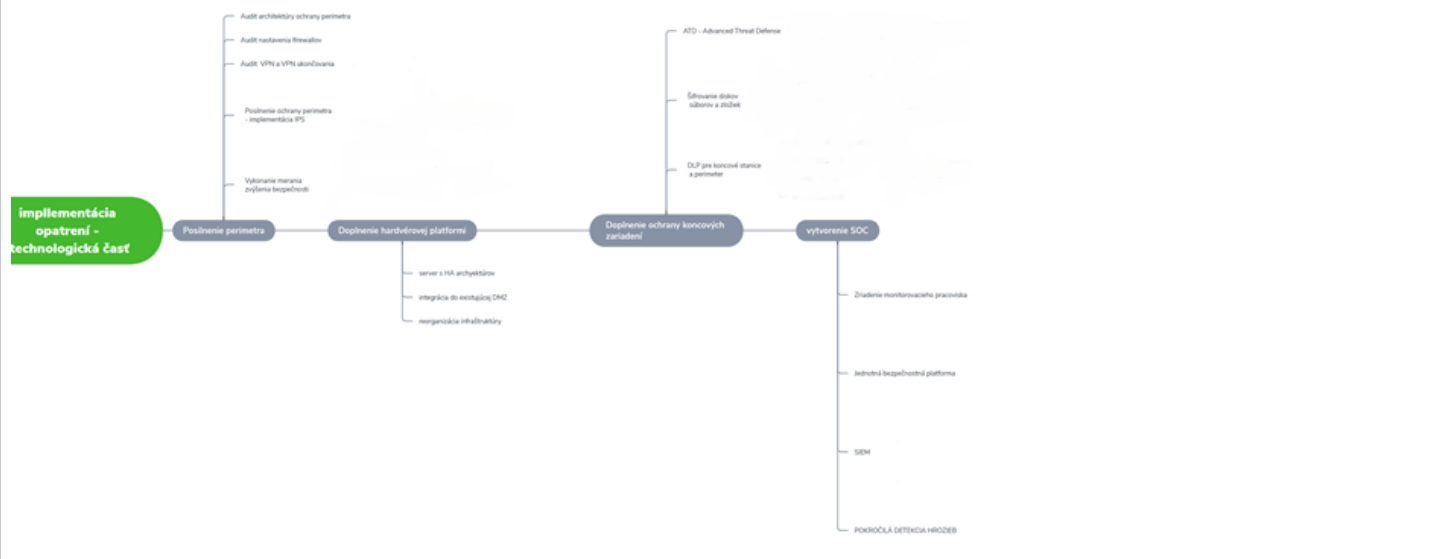 Audit architektúry ochrany perimetra
Audit nastavenia firewallov
Audit VPN a VPN ukončovania
Posilnenie ochrany perimetra
- implementácia IPS
Vykonanie merania
zvýšenia bezpečnosti
impllementácia
opatrení -
technologická časť
Posilnenie perimetra
Doplnenie hardvérovej platformi
server s HA archyektúrov
integrácia do existujúcej DMZ
reorganizácia infraštruktúry
ATD - Advanced Threat Defense
Šifrovanie diskov
súborov a zložiek
DLP pre koncové stanice
a perimeter
Doplnenie ochrany koncových
zariadení
vytvorenie SOC
Zriadenie monitorovacieho pracoviska
Jednotná bezpečnostná platforma
SIEM
POKROČILÁ DETEKCIA HROZIEB